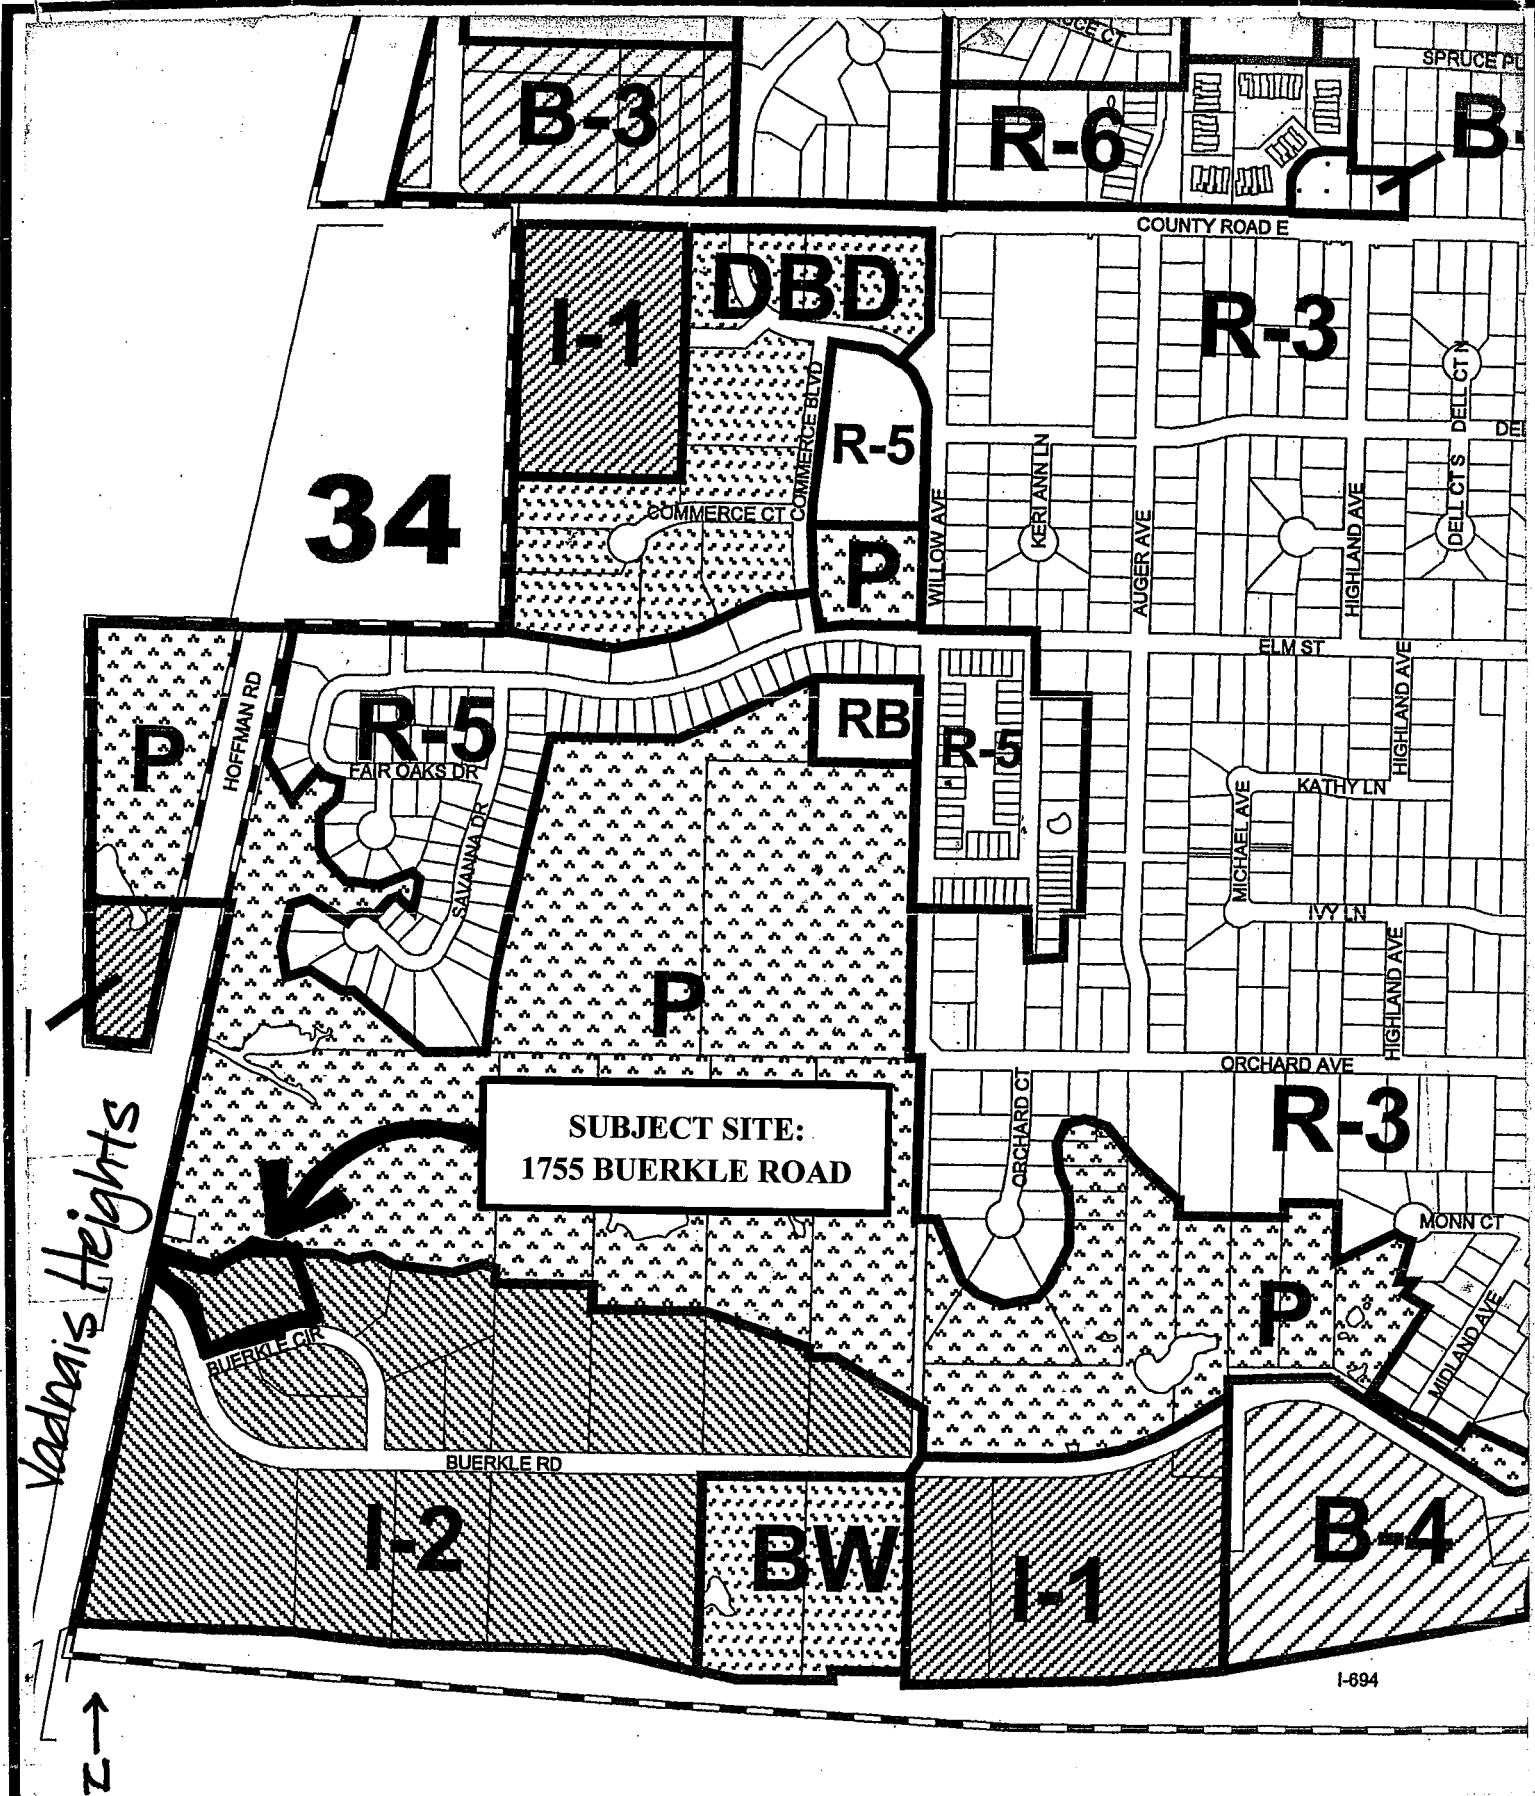 UCE CT
SPRUCE PL
B-3
R-6
B-
COUNTY ROAD E
I-1
DBD
R-3
DELL CT N
COMMERCE BLVD
R-5
34
COMMERCE CT
KERI ANN LN
DEL
DELL CT S
HIGHLAND AVE
P
WILLOW AVE
AUGER AVE
ELM ST
HOFFMAN RD
P
R-5
RB
R-5
HIGHLAND AVE
FAIR OAKS DR
KATHY LN
SAVANNA DR
MICHAEL AVE
IVY LN
P
HIGHLAND AVE
ORCHARD AVE
SUBJECT SITE:
1755 BUERKLE ROAD
ORCHARD CT
R-3
Vadnais Heights
MONN CT
P
MIDLAND AVE
BUERKLE CIR
BUERKLE RD
I-2
BW
I-1
B-4
I-694
N